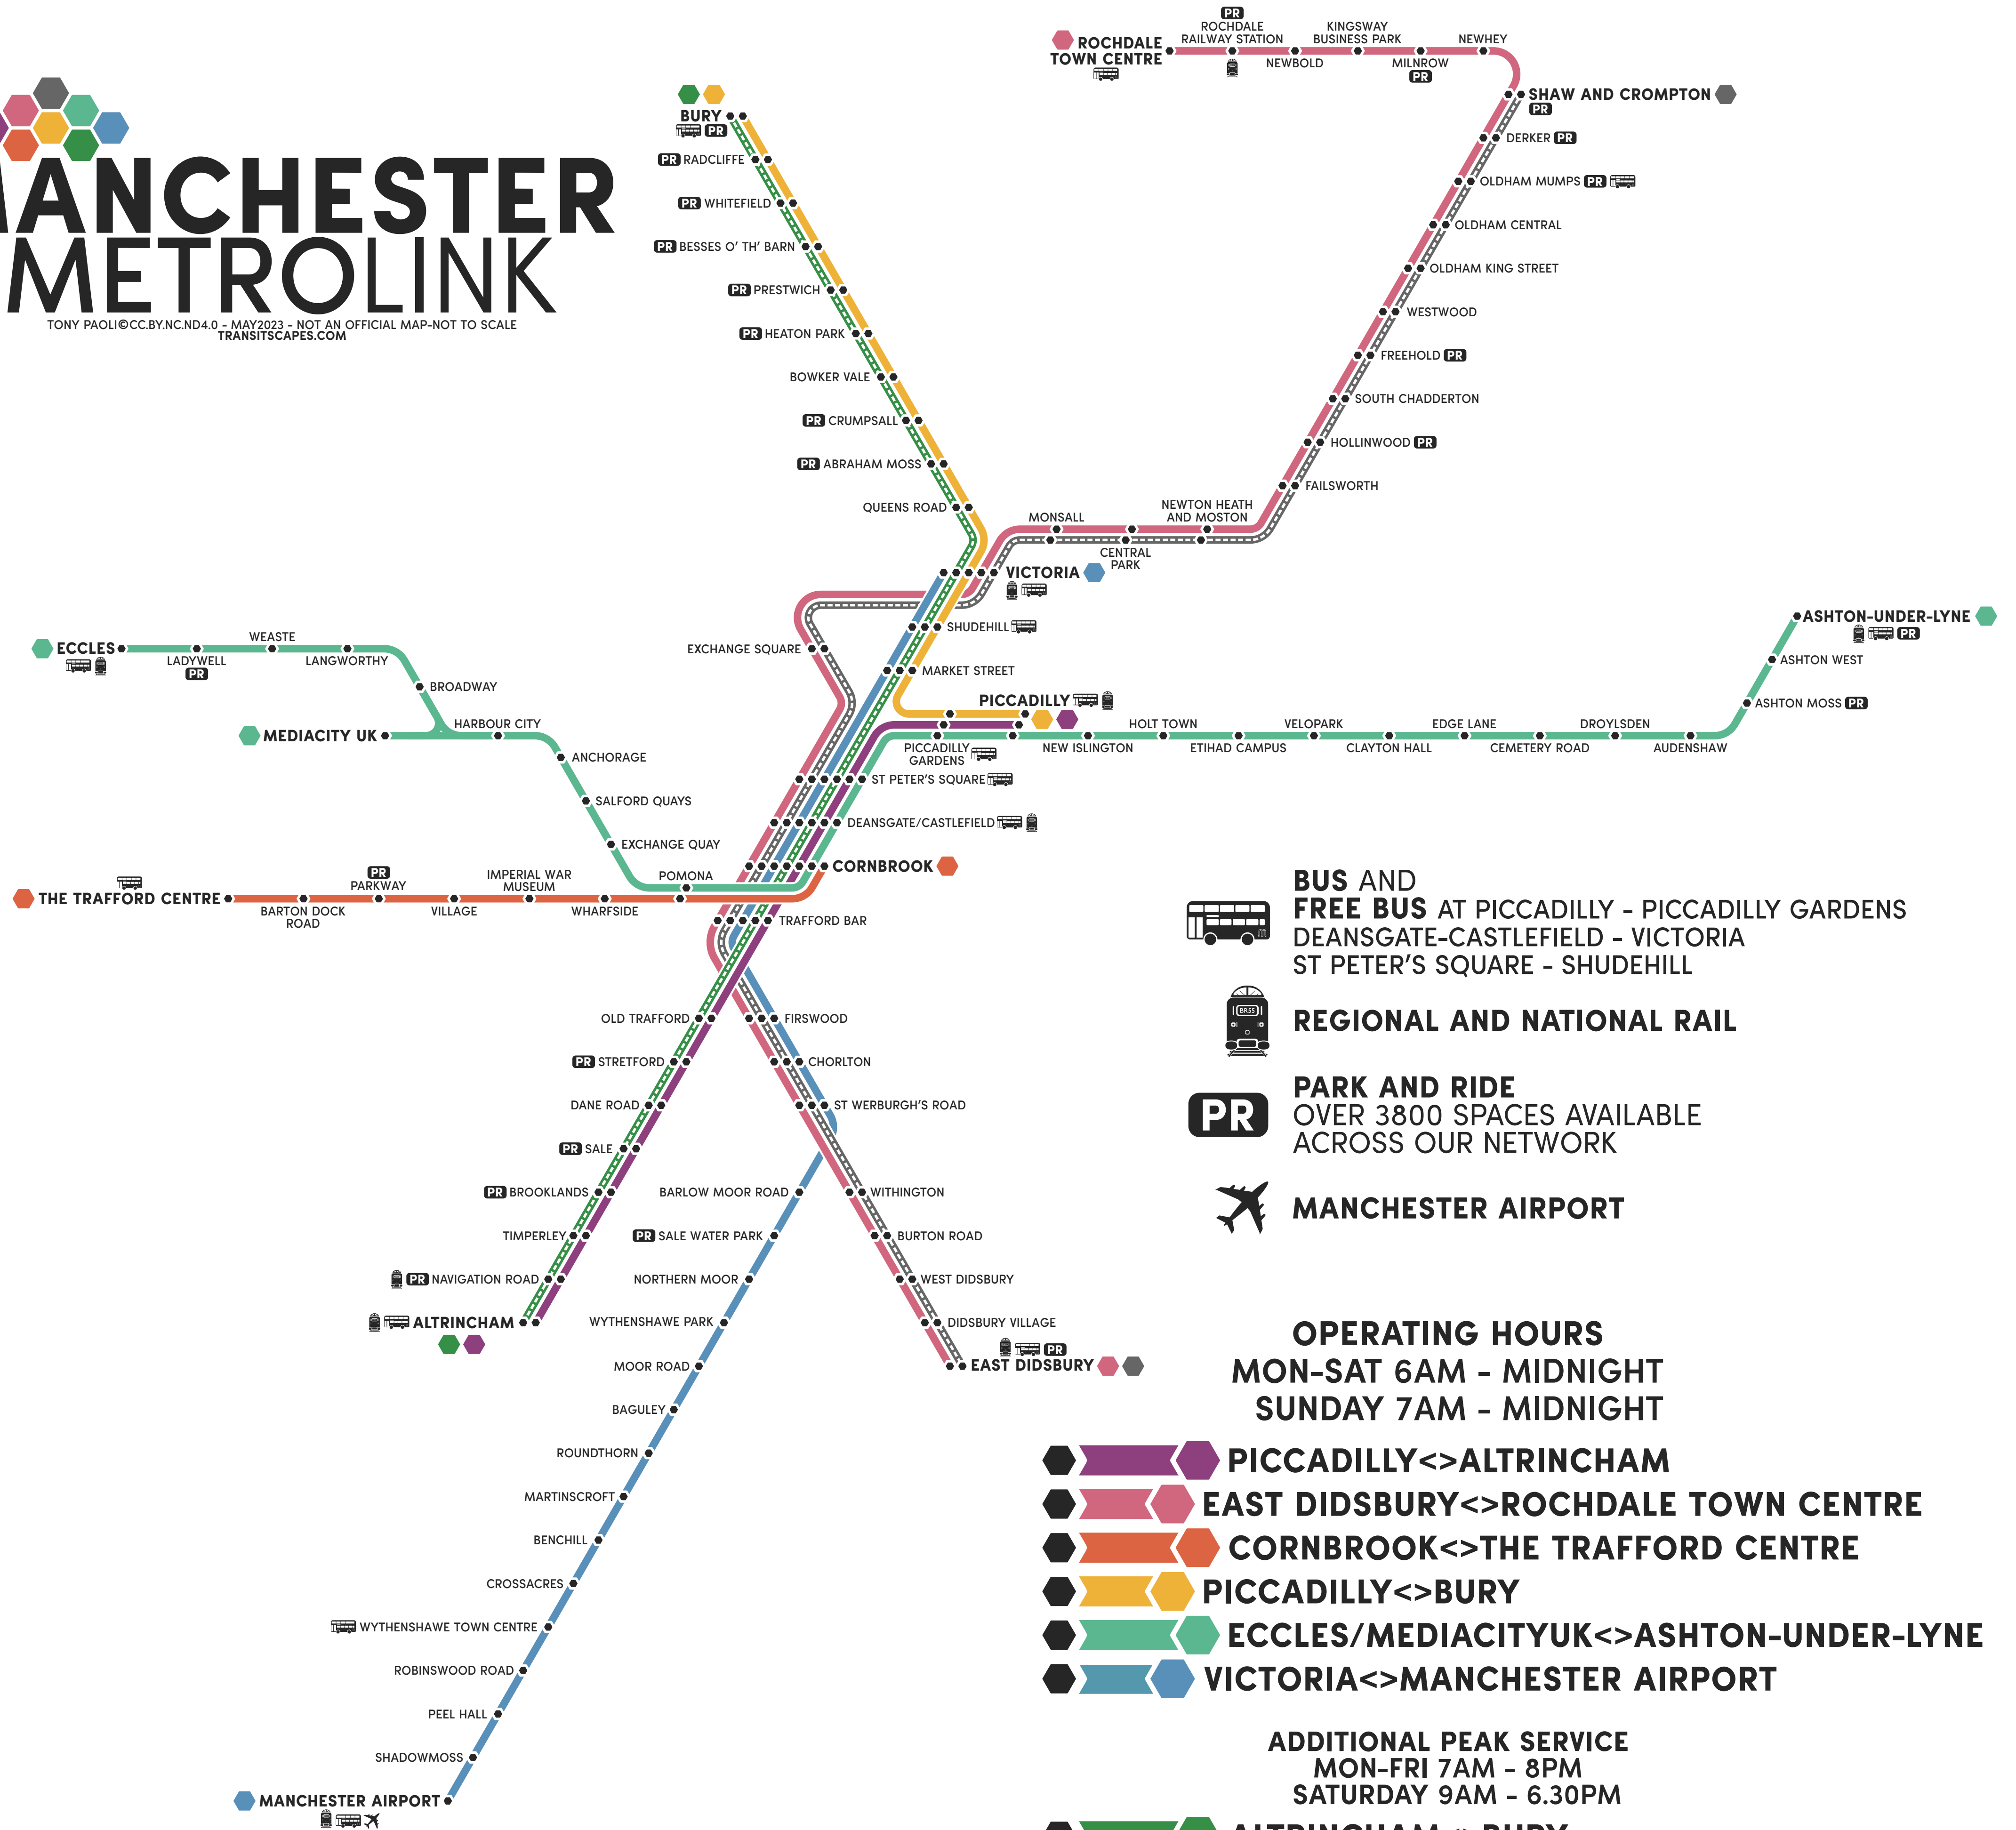 MANCHESTER
METROLINK
TONY PAOLI©CC.BY.NC.ND4.0 - MAY2023 - NOT AN OFFICIAL MAP-NOT TO SCALE
TRANSITSCAPES.COM
PR
ROCHDALE
TOWN CENTRE
ROCHDALE
RAILWAY STATION
NEWBOLD
KINGSWAY
BUSINESS PARK
MILNROW
PR
NEWHEY
SHAW AND CROMPTON
PR
DERKER PR
OLDHAM MUMPS PR
OLDHAM CENTRAL
OLDHAM KING STREET
WESTWOOD
FREEHOLD PR
SOUTH CHADDERTON
HOLLINWOOD PR
FAILSWORTH
NEWTON HEATH
AND MOSTON
CENTRAL
PARK
MONSALL
BURY
PR
PR RADCLIFFE
PR WHITEFIELD
PR BESSES O' TH' BARN
PR PRESTWICH
PR HEATON PARK
BOWKER VALE
PR CRUMPSALL
PR ABRAHAM MOSS
QUEENS ROAD
VICTORIA
SHUDEHILL
EXCHANGE SQUARE
MARKET STREET
PICCADILLY
PICCADILLY
GARDENS
NEW ISLINGTON
HOLT TOWN
ETIHAD CAMPUS
VELOPARK
CLAYTON HALL
EDGE LANE
CEMETERY ROAD
DROYLSDEN
AUDENSHAW
ASHTON MOSS PR
ASHTON WEST
ASHTON-UNDER-LYNE
PR
ECCLES
LADYWELL
PR
WEASTE
LANGWORTHY
BROADWAY
MEDIACITY UK
HARBOUR CITY
ANCHORAGE
SALFORD QUAYS
EXCHANGE QUAY
POMONA
ST PETER'S SQUARE
DEANSGATE/CASTLEFIELD
CORNBROOK
THE TRAFFORD CENTRE
BARTON DOCK
ROAD
PR
PARKWAY
VILLAGE
IMPERIAL WAR
MUSEUM
WHARFSIDE
TRAFFORD BAR
OLD TRAFFORD
PR STRETFORD
DANE ROAD
PR SALE
PR BROOKLANDS
TIMPERLEY
PR NAVIGATION ROAD
ALTRINCHAM
FIRSWOOD
CHORLTON
ST WERBURGH'S ROAD
WITHINGTON
BURTON ROAD
WEST DIDSBURY
DIDSBURY VILLAGE
PR
EAST DIDSBURY
BARLOW MOOR ROAD
PR SALE WATER PARK
NORTHERN MOOR
WYTHENSHAWE PARK
MOOR ROAD
BAGULEY
ROUNDTHORN
MARTINSCROFT
BENCHILL
CROSSACRES
WYTHENSHAWE TOWN CENTRE
ROBINSWOOD ROAD
PEEL HALL
SHADOWMOSS
MANCHESTER AIRPORT
BUS AND
FREE BUS AT PICCADILLY - PICCADILLY GARDENS
DEANSGATE-CASTLEFIELD - VICTORIA
ST PETER'S SQUARE - SHUDEHILL
BRSS
REGIONAL AND NATIONAL RAIL
PR
PARK AND RIDE
OVER 3800 SPACES AVAILABLE
ACROSS OUR NETWORK
MANCHESTER AIRPORT
OPERATING HOURS
MON-SAT 6AM - MIDNIGHT
SUNDAY 7AM - MIDNIGHT
PICCADILLY<>ALTRINCHAM
EAST DIDSBURY<>ROCHDALE TOWN CENTRE
CORNBROOK<>THE TRAFFORD CENTRE
PICCADILLY<>BURY
ECCLES/MEDIACITYUK<>ASHTON-UNDER-LYNE
VICTORIA<>MANCHESTER AIRPORT
ADDITIONAL PEAK SERVICE
MON-FRI 7AM - 8PM
SATURDAY 9AM - 6.30PM
ALTRINCHAM<>BURY